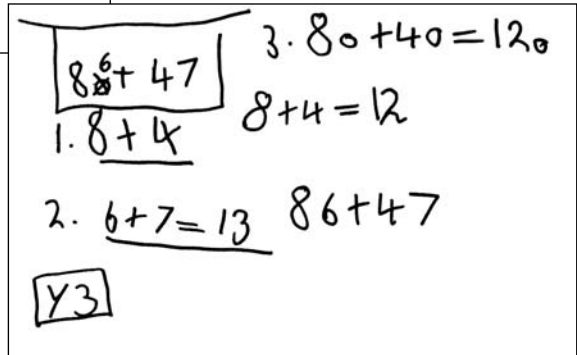 86 + 47
3. 80 + 40 = 120
1. 8 + 4
8 + 4 = 12
2. 6 + 7 = 13
86 + 47
Y3